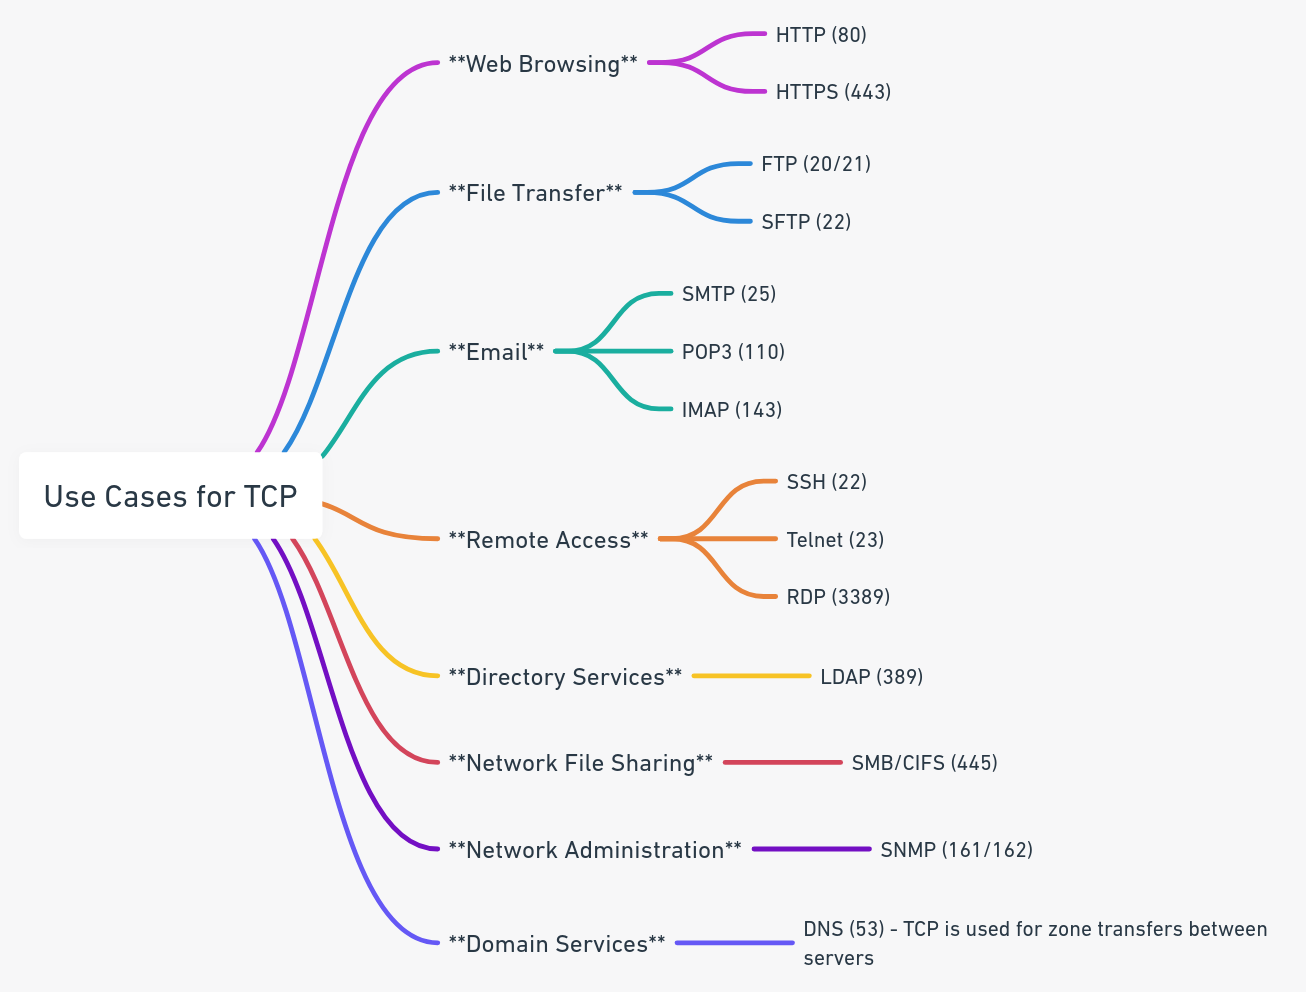 Use Cases for TCP
**Web Browsing**
HTTP (80)
HTTPS (443)
**File Transfer**
FTP (20/21)
SFTP (22)
**Email**
SMTP (25)
POP3 (110)
IMAP (143)
**Remote Access**
SSH (22)
Telnet (23)
RDP (3389)
**Directory Services**
LDAP (389)
**Network File Sharing**
SMB/CIFS (445)
**Network Administration**
SNMP (161/162)
**Domain Services**
DNS (53) - TCP is used for zone transfers between
servers